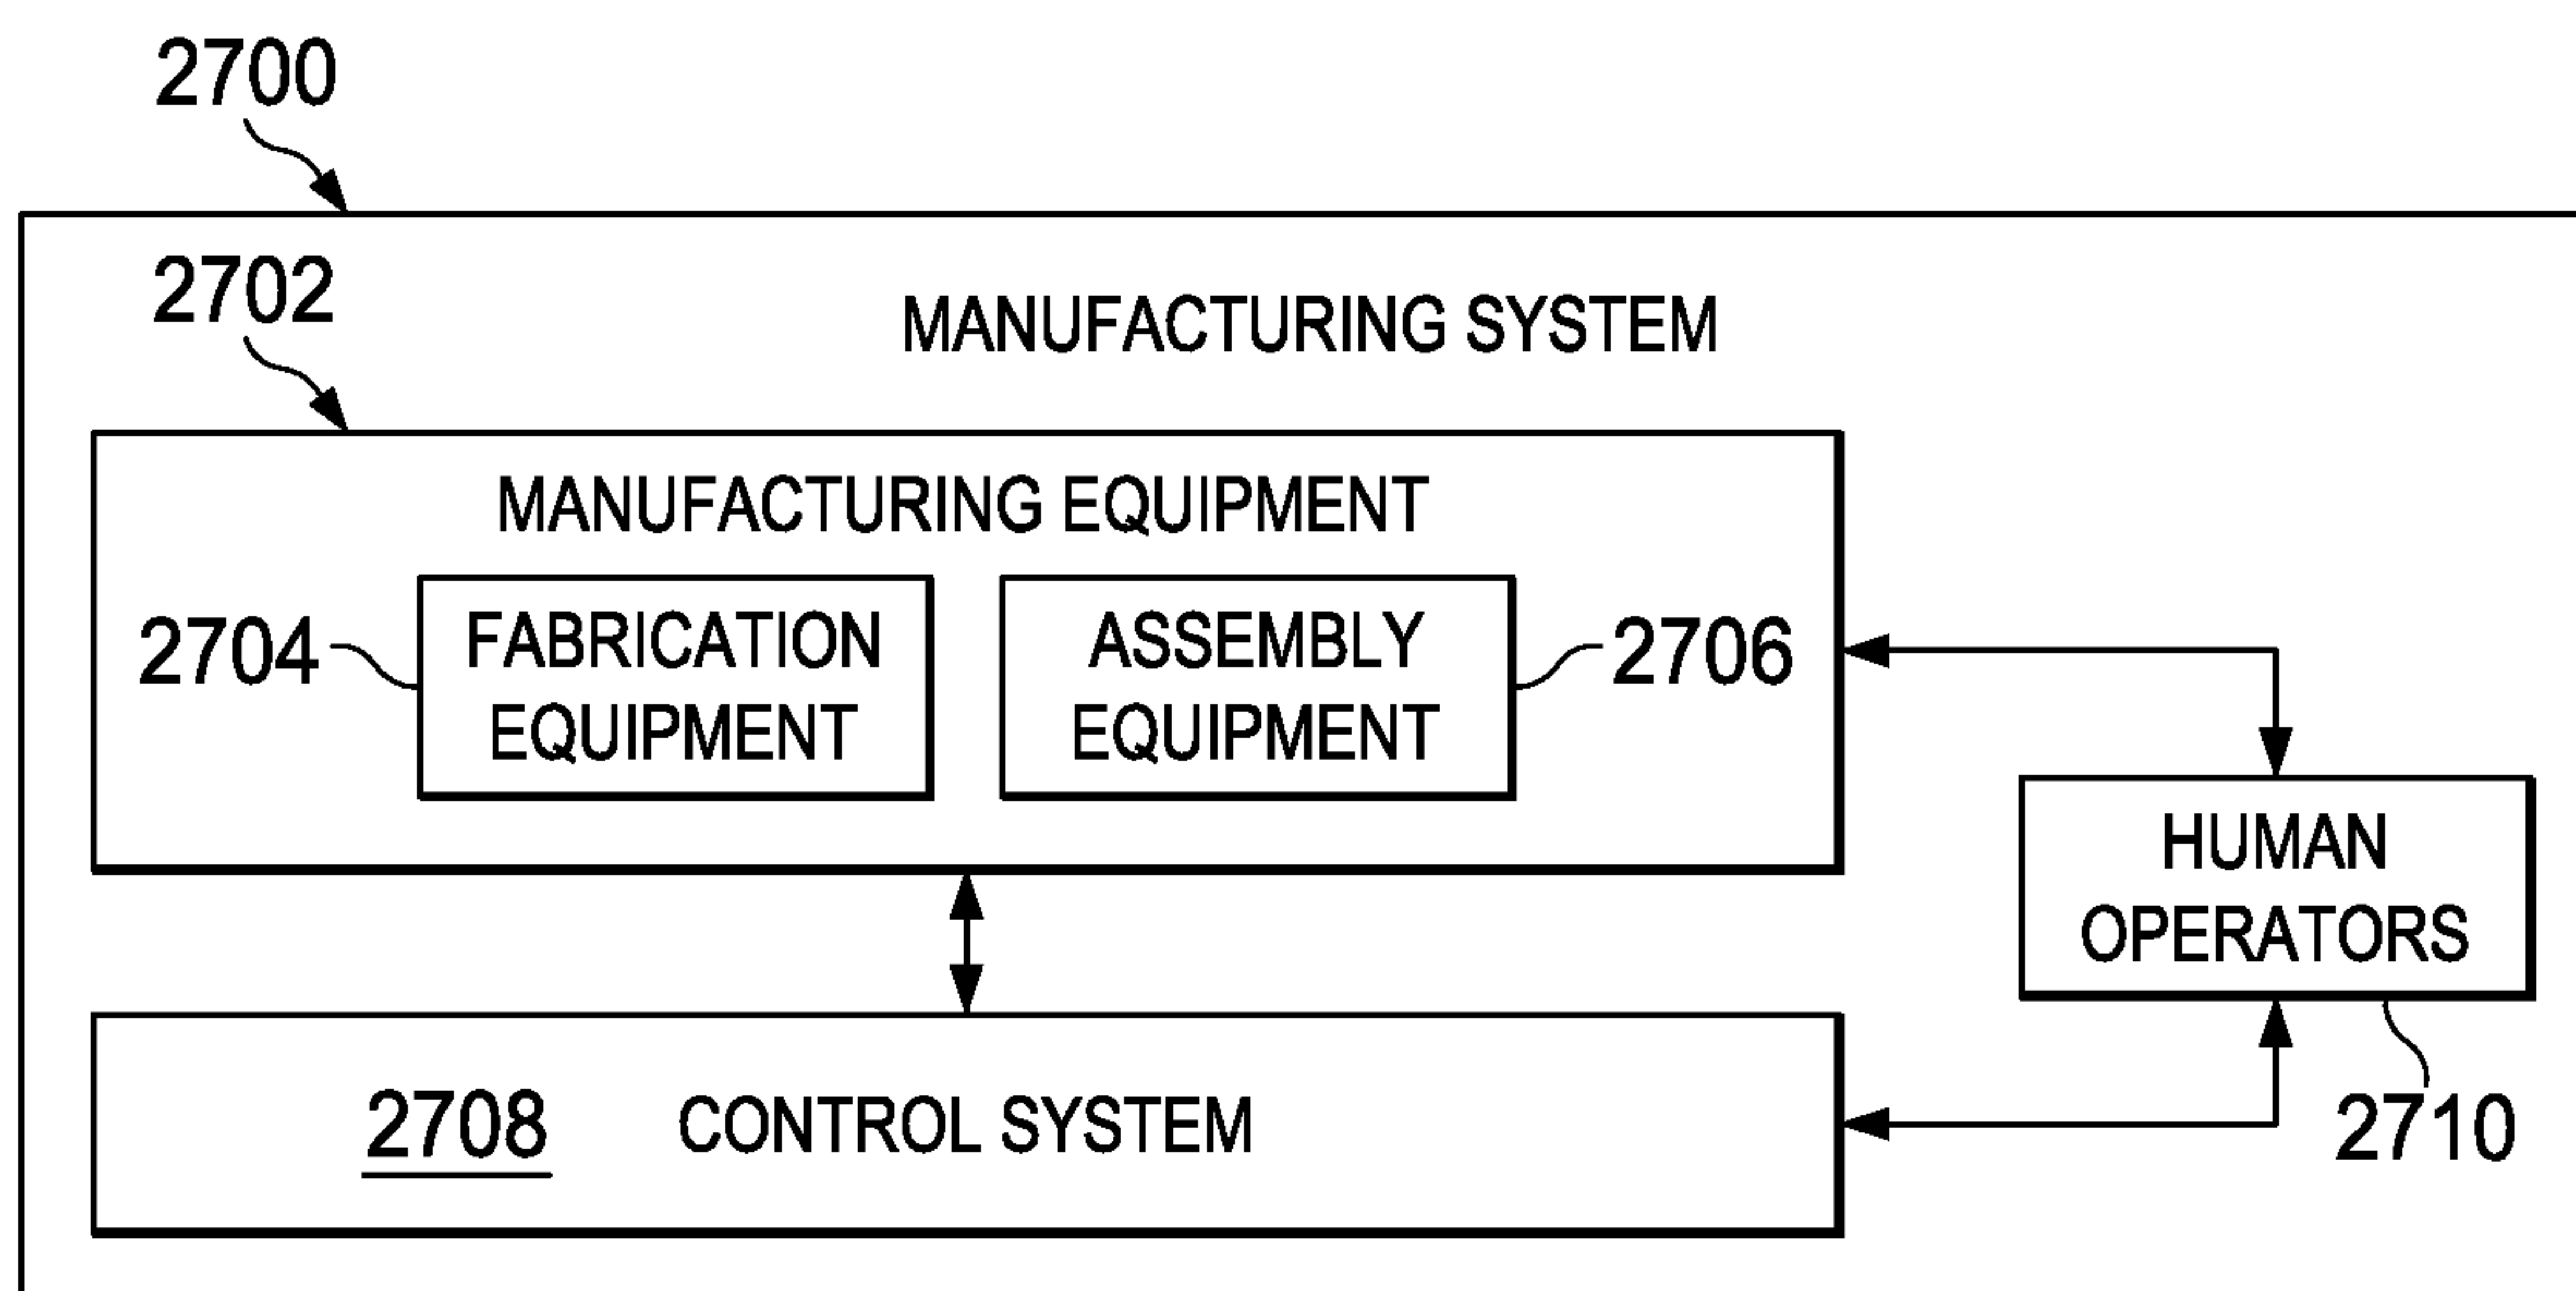 2700
2702
MANUFACTURING SYSTEM
MANUFACTURING EQUIPMENT
2704
FABRICATION
EQUIPMENT
ASSEMBLY
EQUIPMENT
2706
HUMAN
OPERATORS
2708
CONTROL SYSTEM
2710